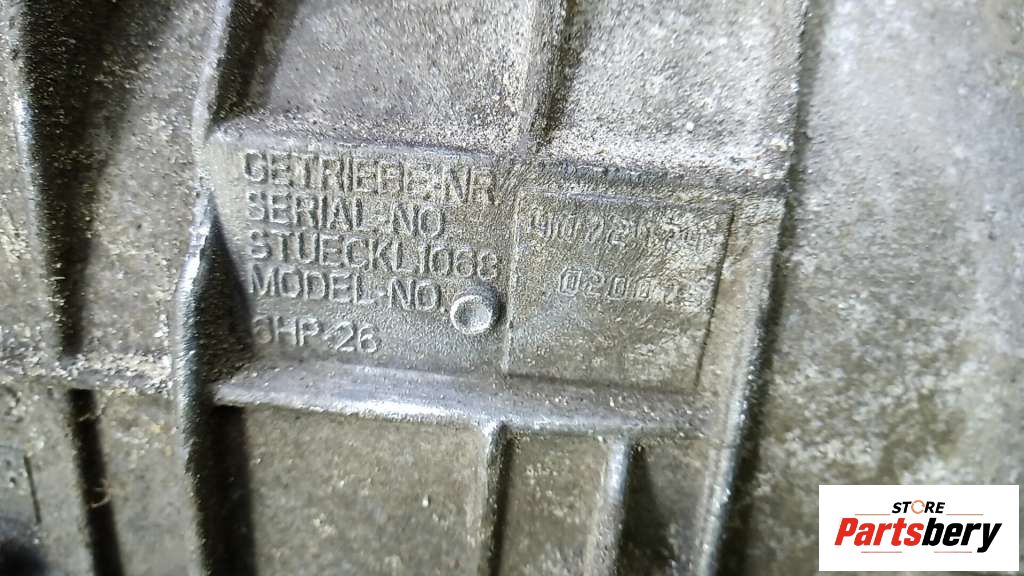 GETRIEBE-NR
SERIAL-NO
STUECKL.1068
MODEL-NO.
6HP-26
STORE
Partsbery